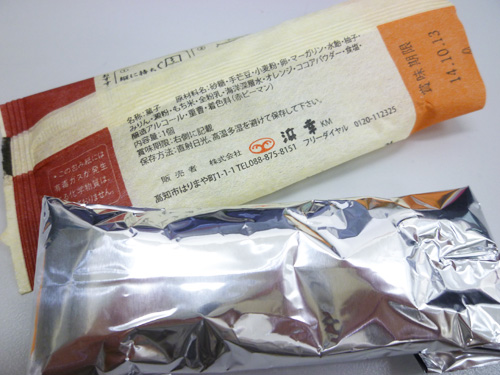 名称:菓子
原材料名:砂糖・手芒豆・小麦粉・卵・マーガリン・水飴・柚子・
みりん・澱粉・もち米・全粉乳・海洋深層水・オレンジ・ココアパウダー・食塩・
醸造アルコール・重曹・着色料(赤ピーマン)
内容量:1個
賞味期限:右側に記載
保存方法:直射日光、高温多湿を避けて保存して下さい。
販売者 株式会社 浜幸 KM
高知市はりまや町1-1-1 TEL088-875-8151 フリーダイヤル 0120-112325
賞味期限
14.10.13